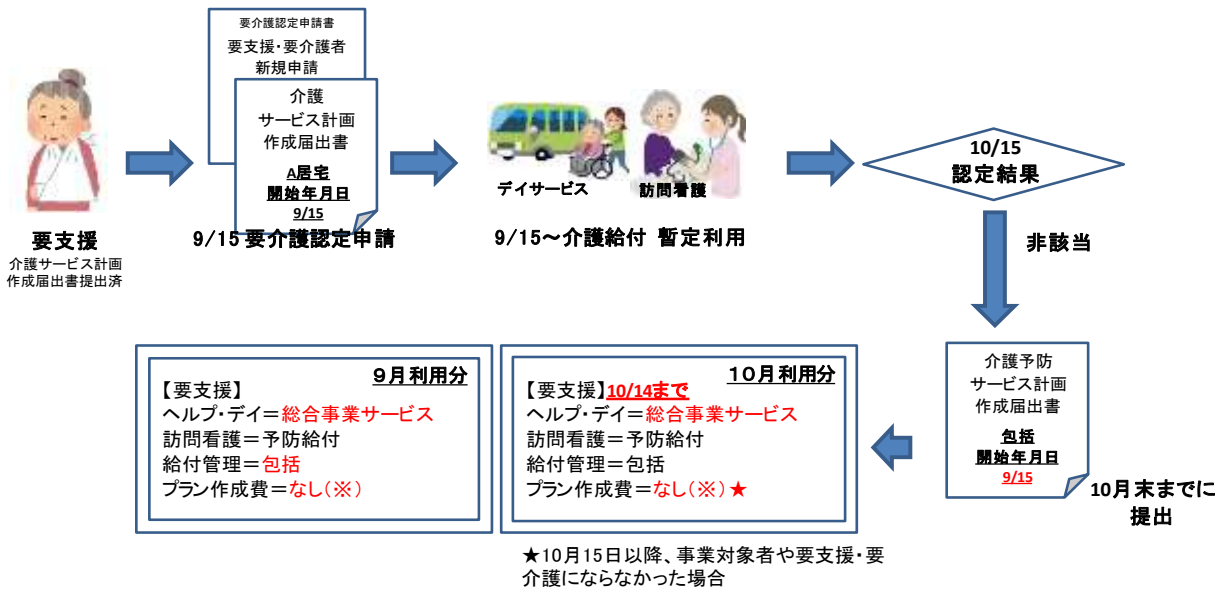 要介護認定申請書
要支援・要介護者
新規申請
介護
サービス計画
作成届出書
A居宅
開始年月日
9/15
要支援
介護サービス計画
作成届出書提出済
9/15 要介護認定申請
デイサービス
訪問看護
9/15～介護給付 暫定利用
10/15
認定結果
非該当
介護予防
サービス計画
作成届出書
包括
開始年月日
9/15
10月末までに
提出
10月利用分
【要支援】10/14まで
ヘルプ・デイ＝総合事業サービス
訪問看護＝予防給付
給付管理＝包括
プラン作成費＝なし（※）★
★10月15日以降、事業対象者や要支援・要
介護にならなかった場合
９月利用分
【要支援】
ヘルプ・デイ＝総合事業サービス
訪問看護＝予防給付
給付管理＝包括
プラン作成費＝なし（※）